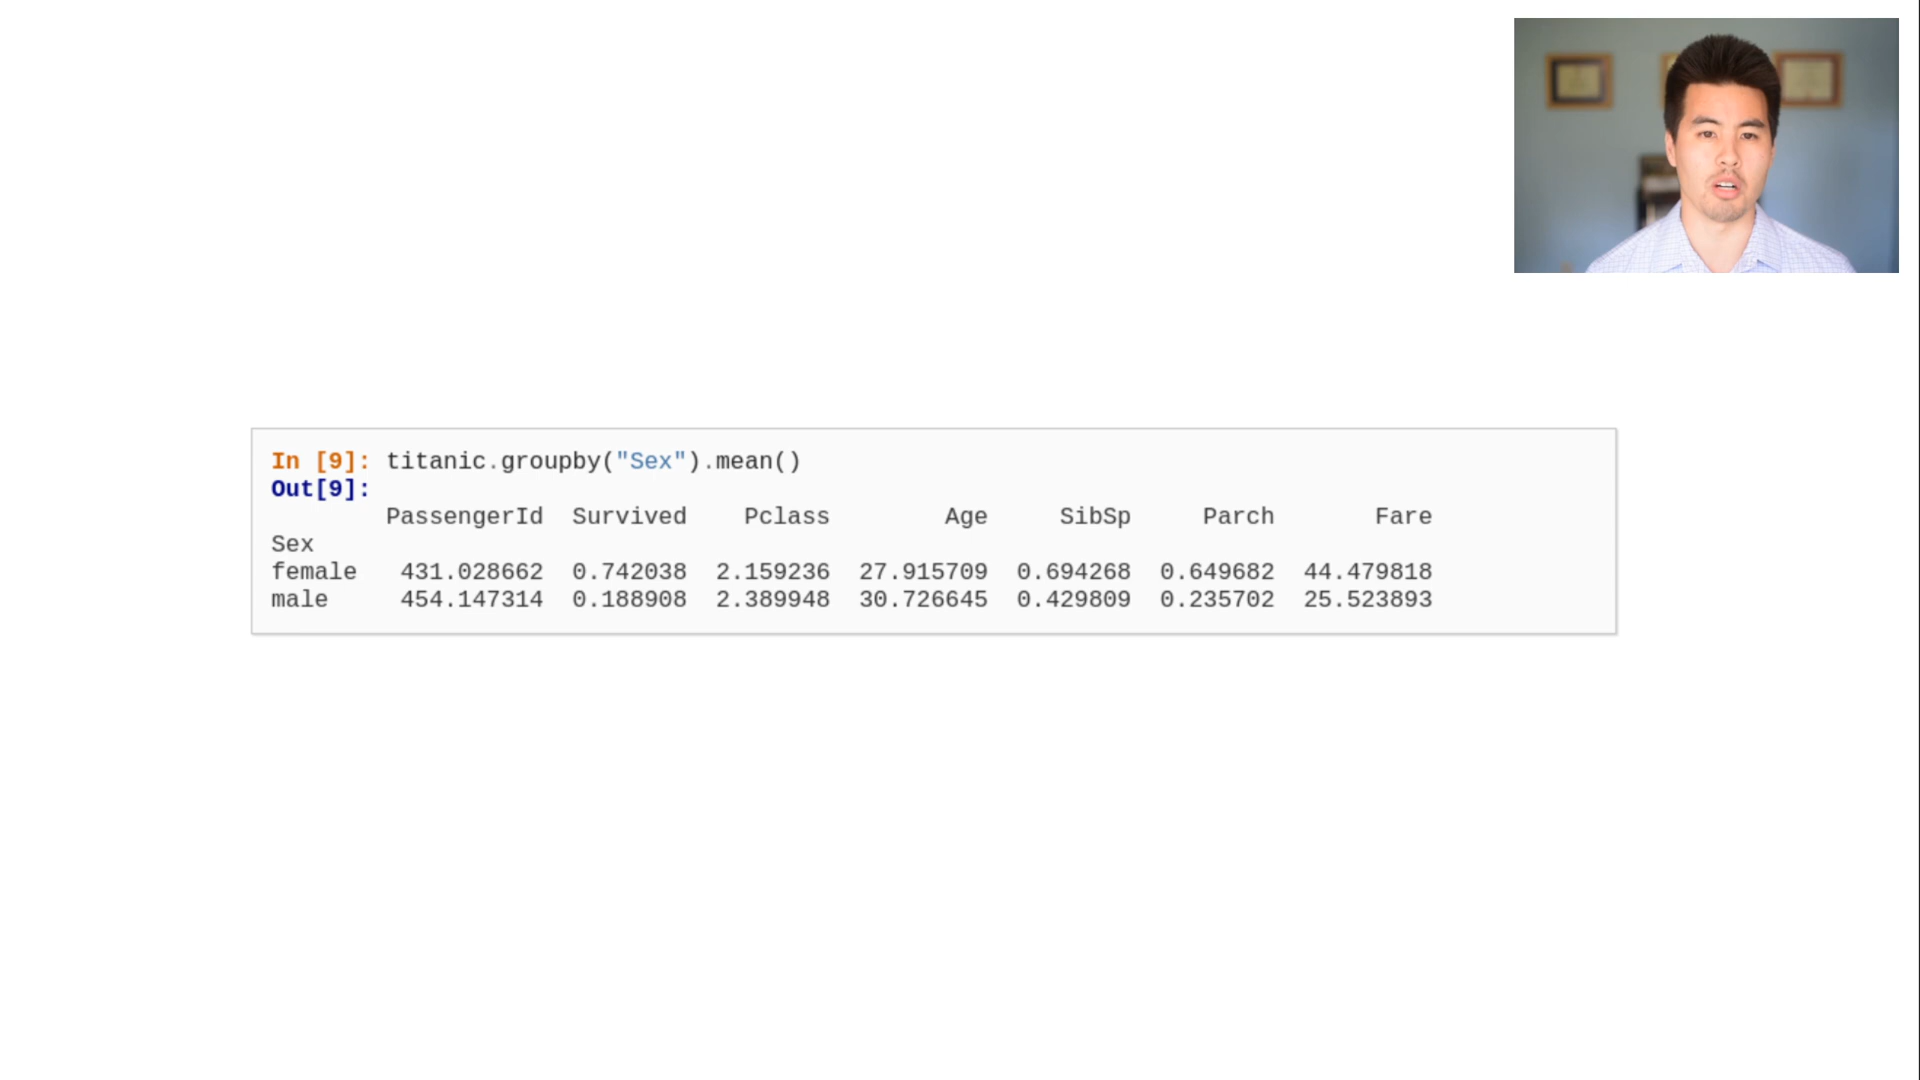 In [9]: titanic.groupby("Sex").mean()
Out[9]:
PassengerId Survived Pclass Age SibSp Parch Fare
Sex
female 431.028662 0.742038 2.159236 27.915709 0.694268 0.649682 44.479818
male 454.147314 0.188908 2.389948 30.726645 0.429809 0.235702 25.523893